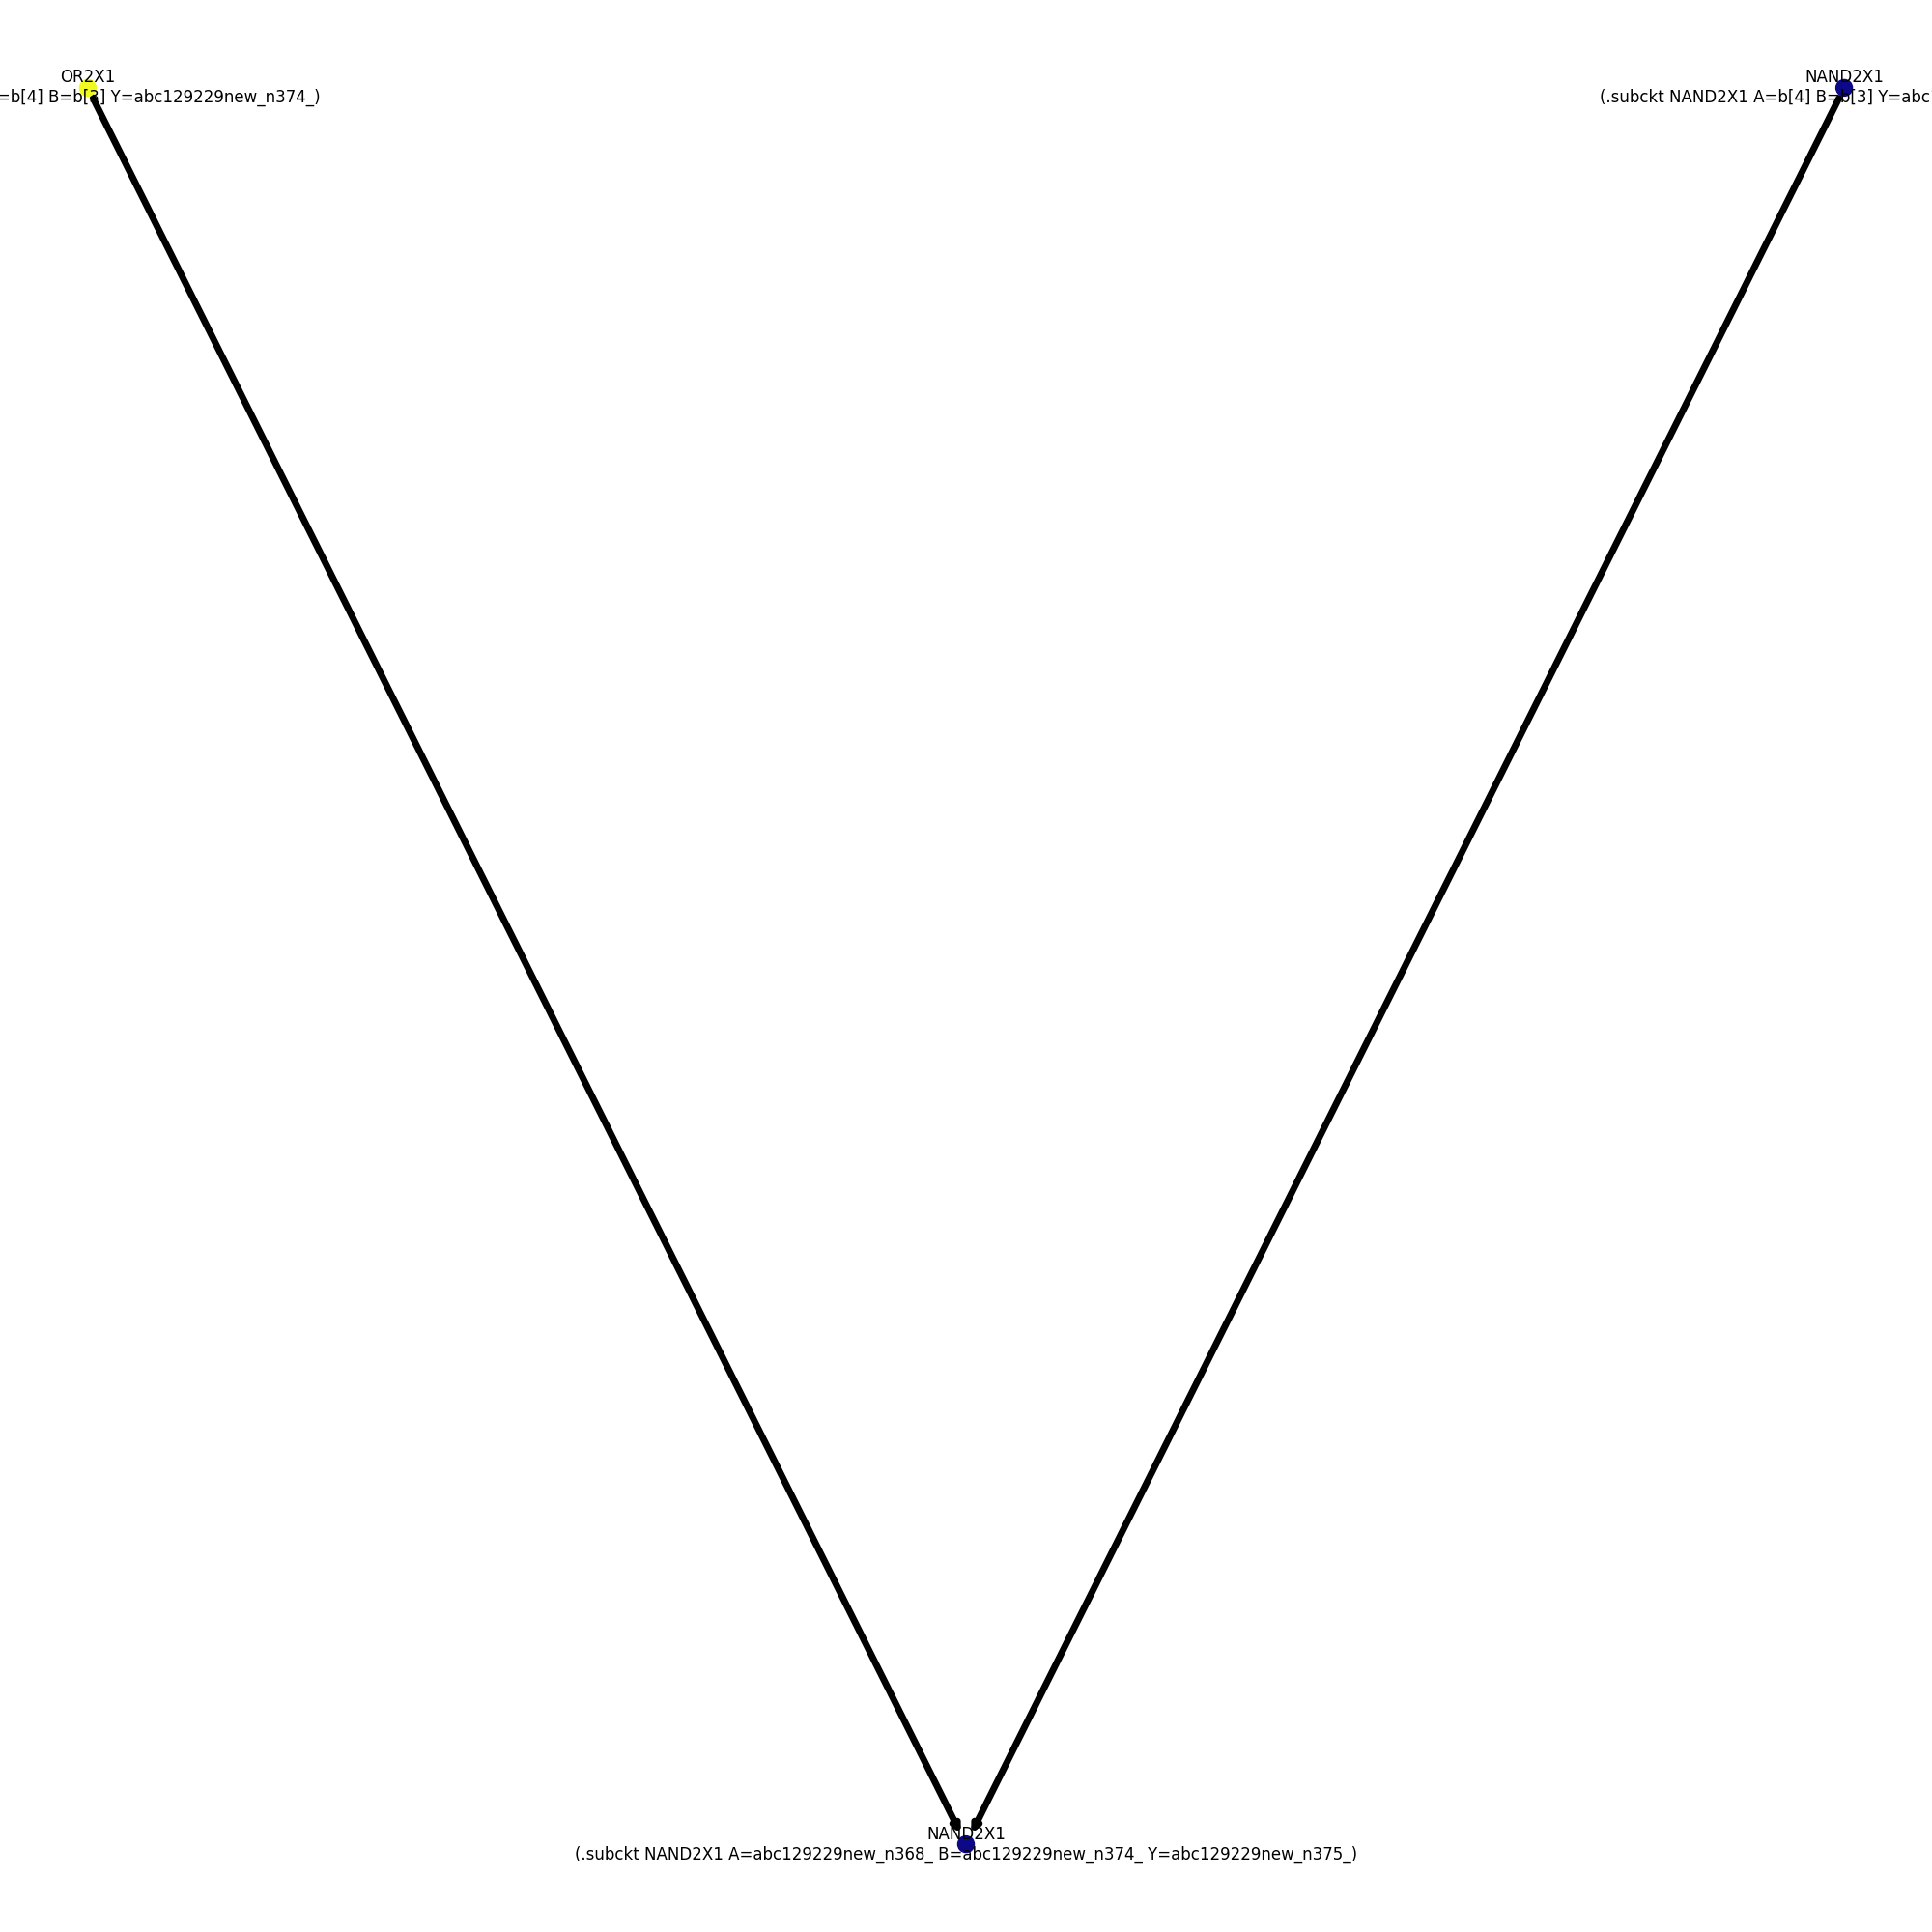 OR2X1
=b[4] B=b[3] Y=abc129229new_n374_)
NAND2X1
(.subckt NAND2X1 A=b[4] B=b[3] Y=abc
NAND2X1
(.subckt NAND2X1 A=abc129229new_n368_ B=abc129229new_n374_ Y=abc129229new_n375_)